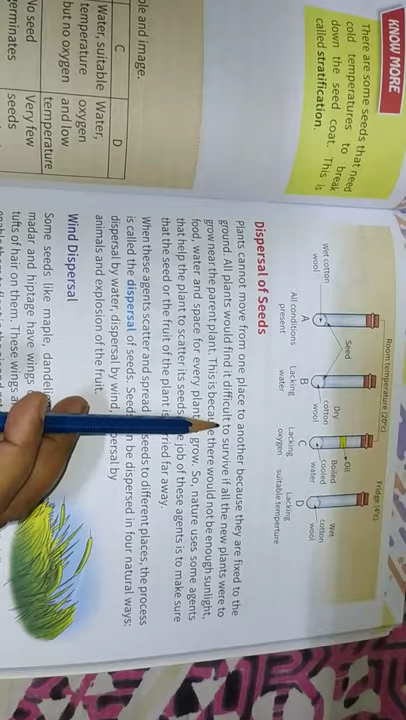 KNOW MORE
There are some seeds that need
cold temperatures to break
down the seed coat. This is
called stratification.
ble and image.
C
D
Water, suitable
but no oxygen
Water,
oxygen
and low
temperature
No seed
germinates
Very few
seeds
Room temperature (20°C)
Fridge (4°C)
Wet cotton
wool
Seed
Dry
cotton
wool
Oil
Boiled
cooled
water
Wet
cotton
wool
A
B
C
D
All conditions
present
Lacking
water
Lacking
oxygen
Lacking
suitable temperture
Dispersal of Seeds
Plants cannot move from one place to another because they are fixed to the
ground. All plants would find it difficult to survive if all the new plants were to
grow near the parent plant. This is because there would not be enough sunlight,
food, water and space for every plant grow. So, nature uses some agents
that help the plant to scatter its seeds. job of these agents is to make sure
that the seed or the fruit of the plant is carried far away.
When these agents scatter and spread seeds to different places, the process
is called the dispersal of seeds. Seeds can be dispersed in four natural ways:
dispersal by water, dispersal by wind, dispersal by
animals and explosion of the fruit.
Wind Dispersal
Some seeds like maple, dandelion
madar and hiptage have wings
tufts of hair on them. These wings